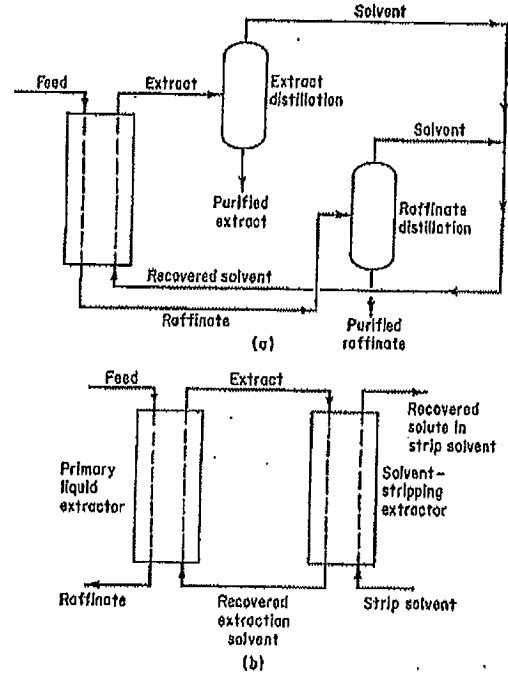 Solvent
Feed
Extract
Extract
distillation
Solvent
Purified
extract
Raffinate
distillation
Recovered solvent
Raffinate
Purified
raffinate
(a)
Feed
Extract
Recovered
solute in
strip solvent
Primary
liquid
extractor
Solvent-
stripping
extractor
Raffinate
Recovered
extraction
solvent
Strip solvent
(b)